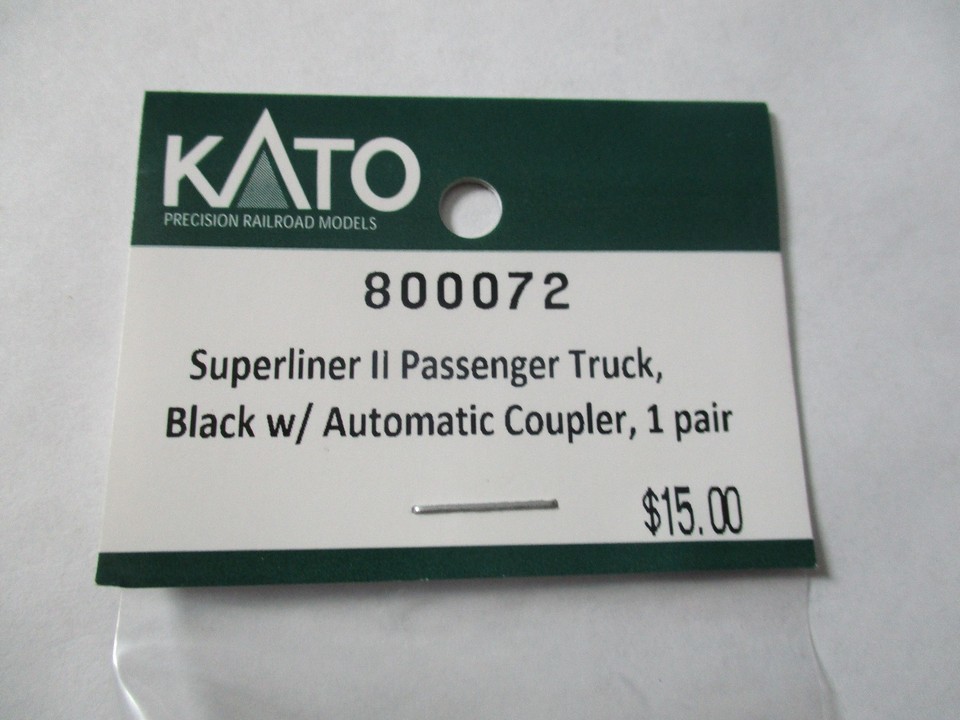 KATO
PRECISION RAILROAD MODELS
800072
Superliner II Passenger Truck,
Black w/ Automatic Coupler, 1 pair
$15.00